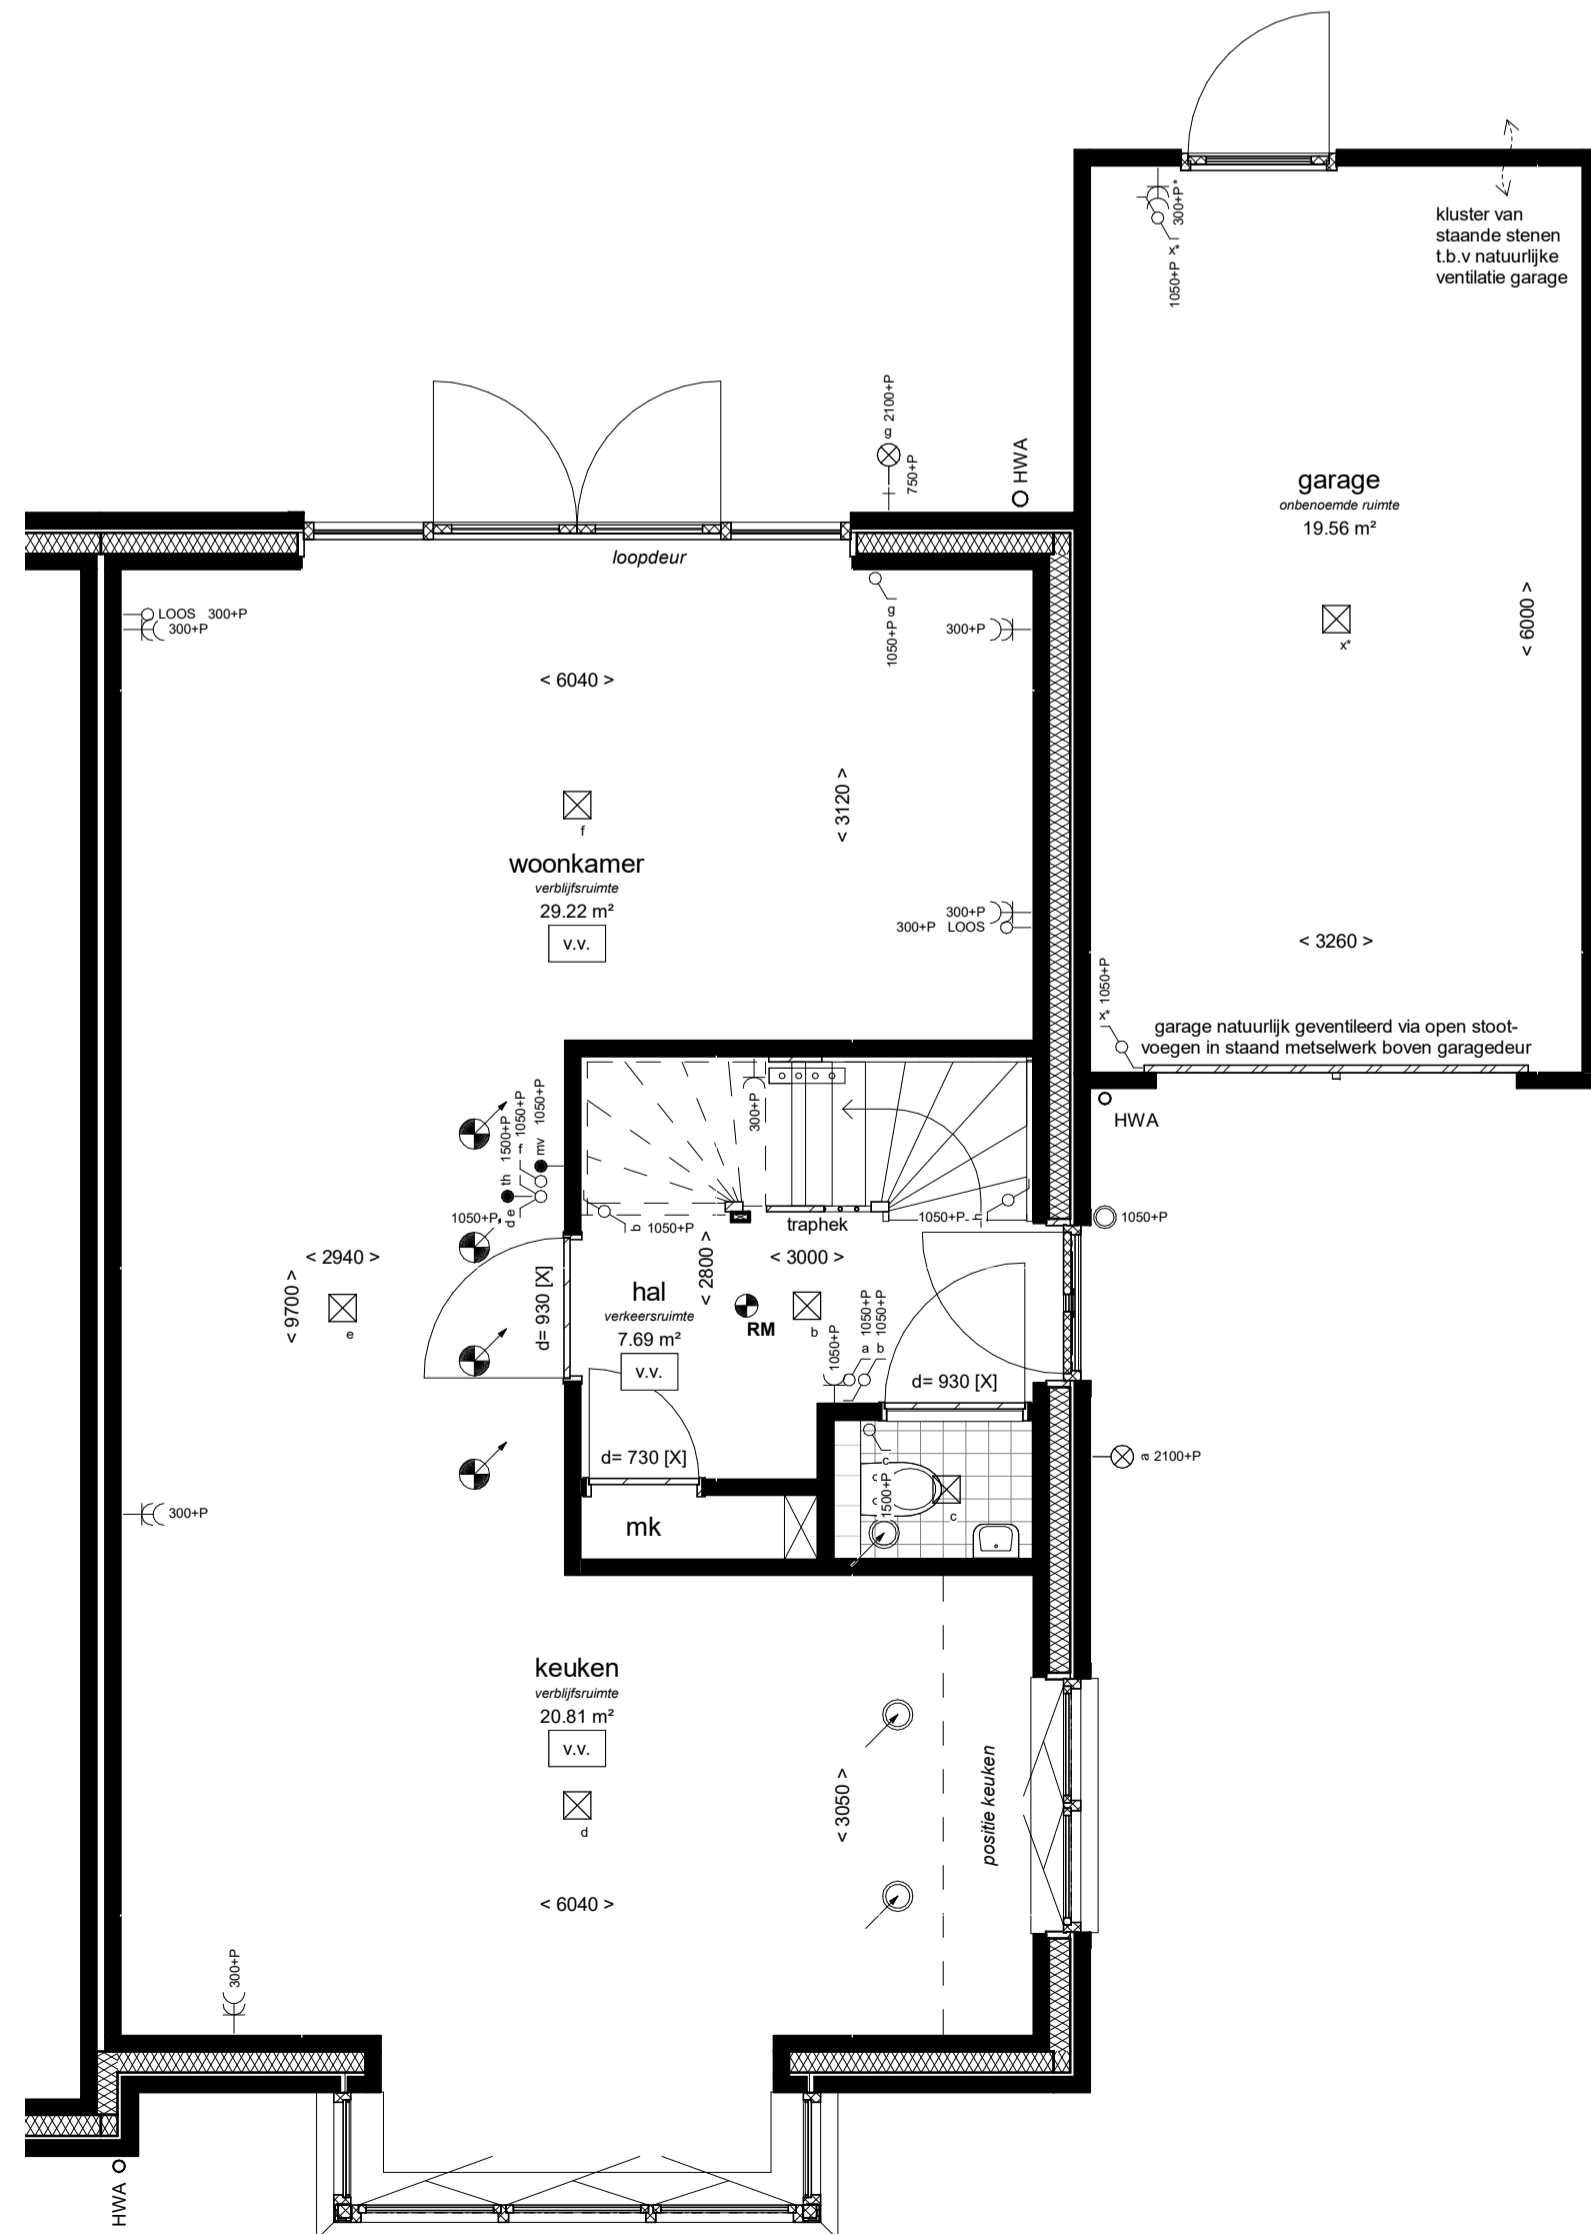 kluster van
staande stenen
t.b.v natuurlijke
ventilatie garage
300+P*
1050+P x*
g 2100+P
750+P
HWA
garage
onbenoemde ruimte
19.56 m²
x*
< 6000 >
loopdeur
LOOS 300+P
300+P
1050+P g
300+P
< 6040 >
< 3120 >
f
woonkamer
verblijfsruimte
29.22 m²
v.v.
300+P
300+P LOOS
< 3260 >
x* 1050+P
garage natuurlijk geventileerd via open stoot-
voegen in staand metselwerk boven garagedeur
HWA
th 1500+P
f 1050+P
mv 1050+P
1050+P,
d e
300+P
b 1050+P
traphek
1050+P h
1050+P
< 2940 >
< 9700 >
e
d= 930 [X]
hal
verkeersruimte
7.69 m²
v.v.
< 2800 >
< 3000 >
RM
b
1050+P
a 1050+P
b 1050+P
d= 930 [X]
d= 730 [X]
a 2100+P
c
1500+P
c
mk
300+P
keuken
verblijfsruimte
20.81 m²
v.v.
d
< 3050 >
positie keuken
< 6040 >
300+P
HWA